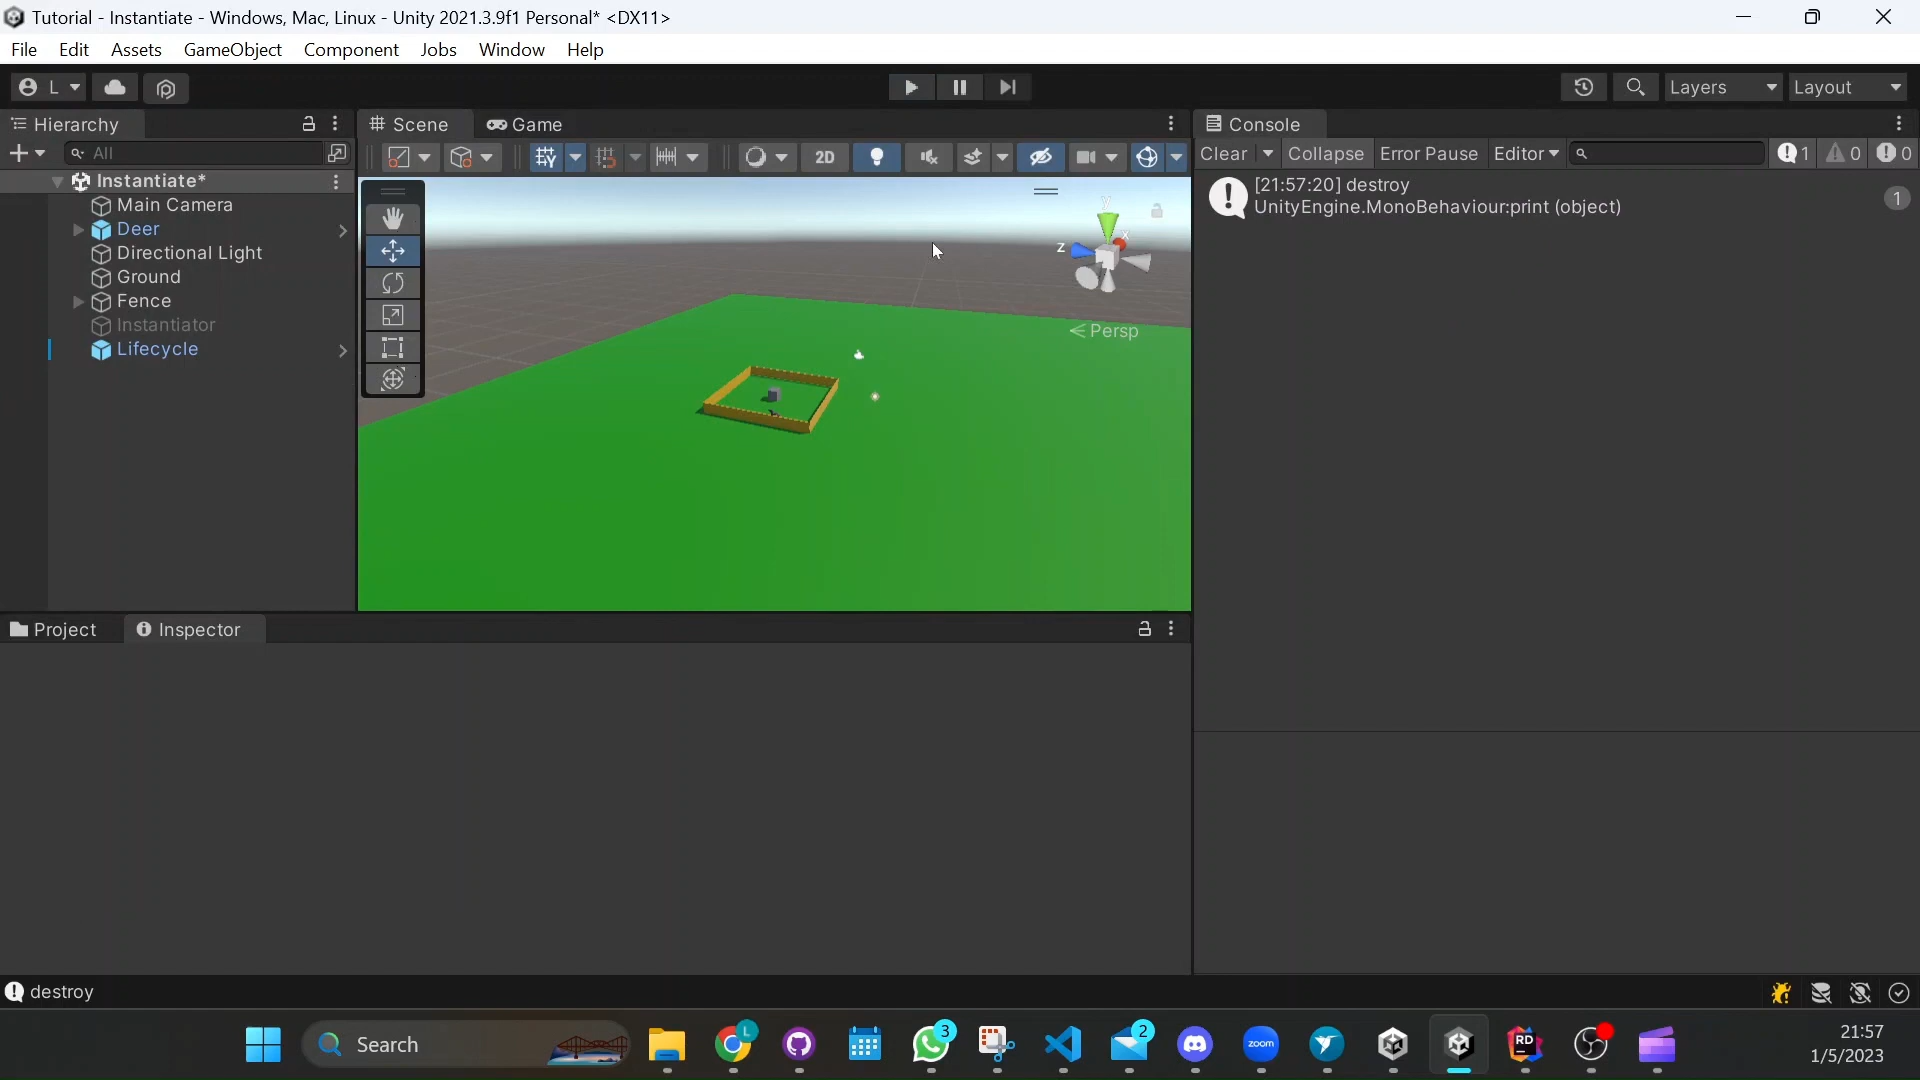 Tutorial - Instantiate - Windows, Mac, Linux - Unity 2021.3.9f1 Personal* <DX11>
File Edit Assets GameObject Component Jobs Window Help
L Layers Layout
Hierarchy Scene Game Console
All 2D Clear Collapse Error Pause Editor 1 0 0
Instantiate*
Main Camera
Deer
Directional Light
Ground
Fence
Instantiator
Lifecycle
y
x
z
Persp
[21:57:20] destroy
UnityEngine.MonoBehaviour:print (object)
1
Project Inspector
destroy
Search
L
3
2
zoom
RD
21:57
1/5/2023